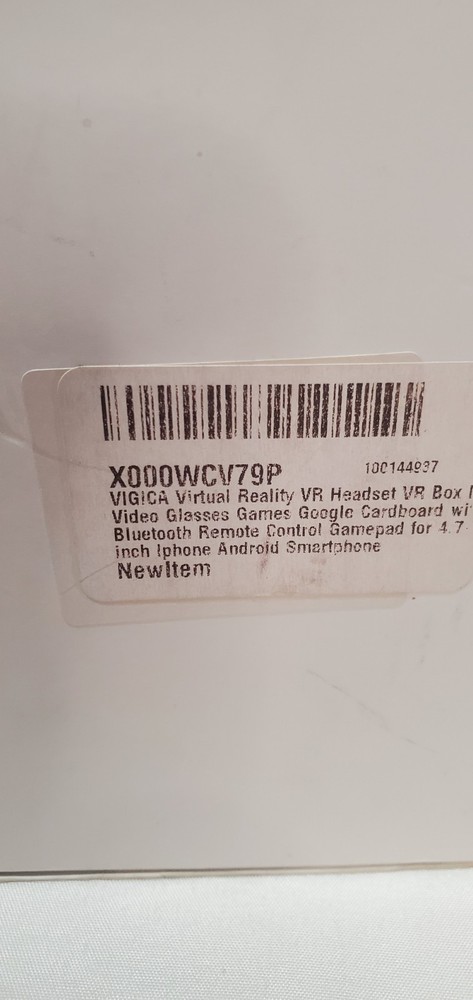 X000WCV79P 100144937
VIGICA Virtual Reality VR Headset VR Box
Video Glasses Games Google Cardboard wi
Bluetooth Remote Control Gamepad for 4.7-
inch Iphone Android Smartphone
NewItem